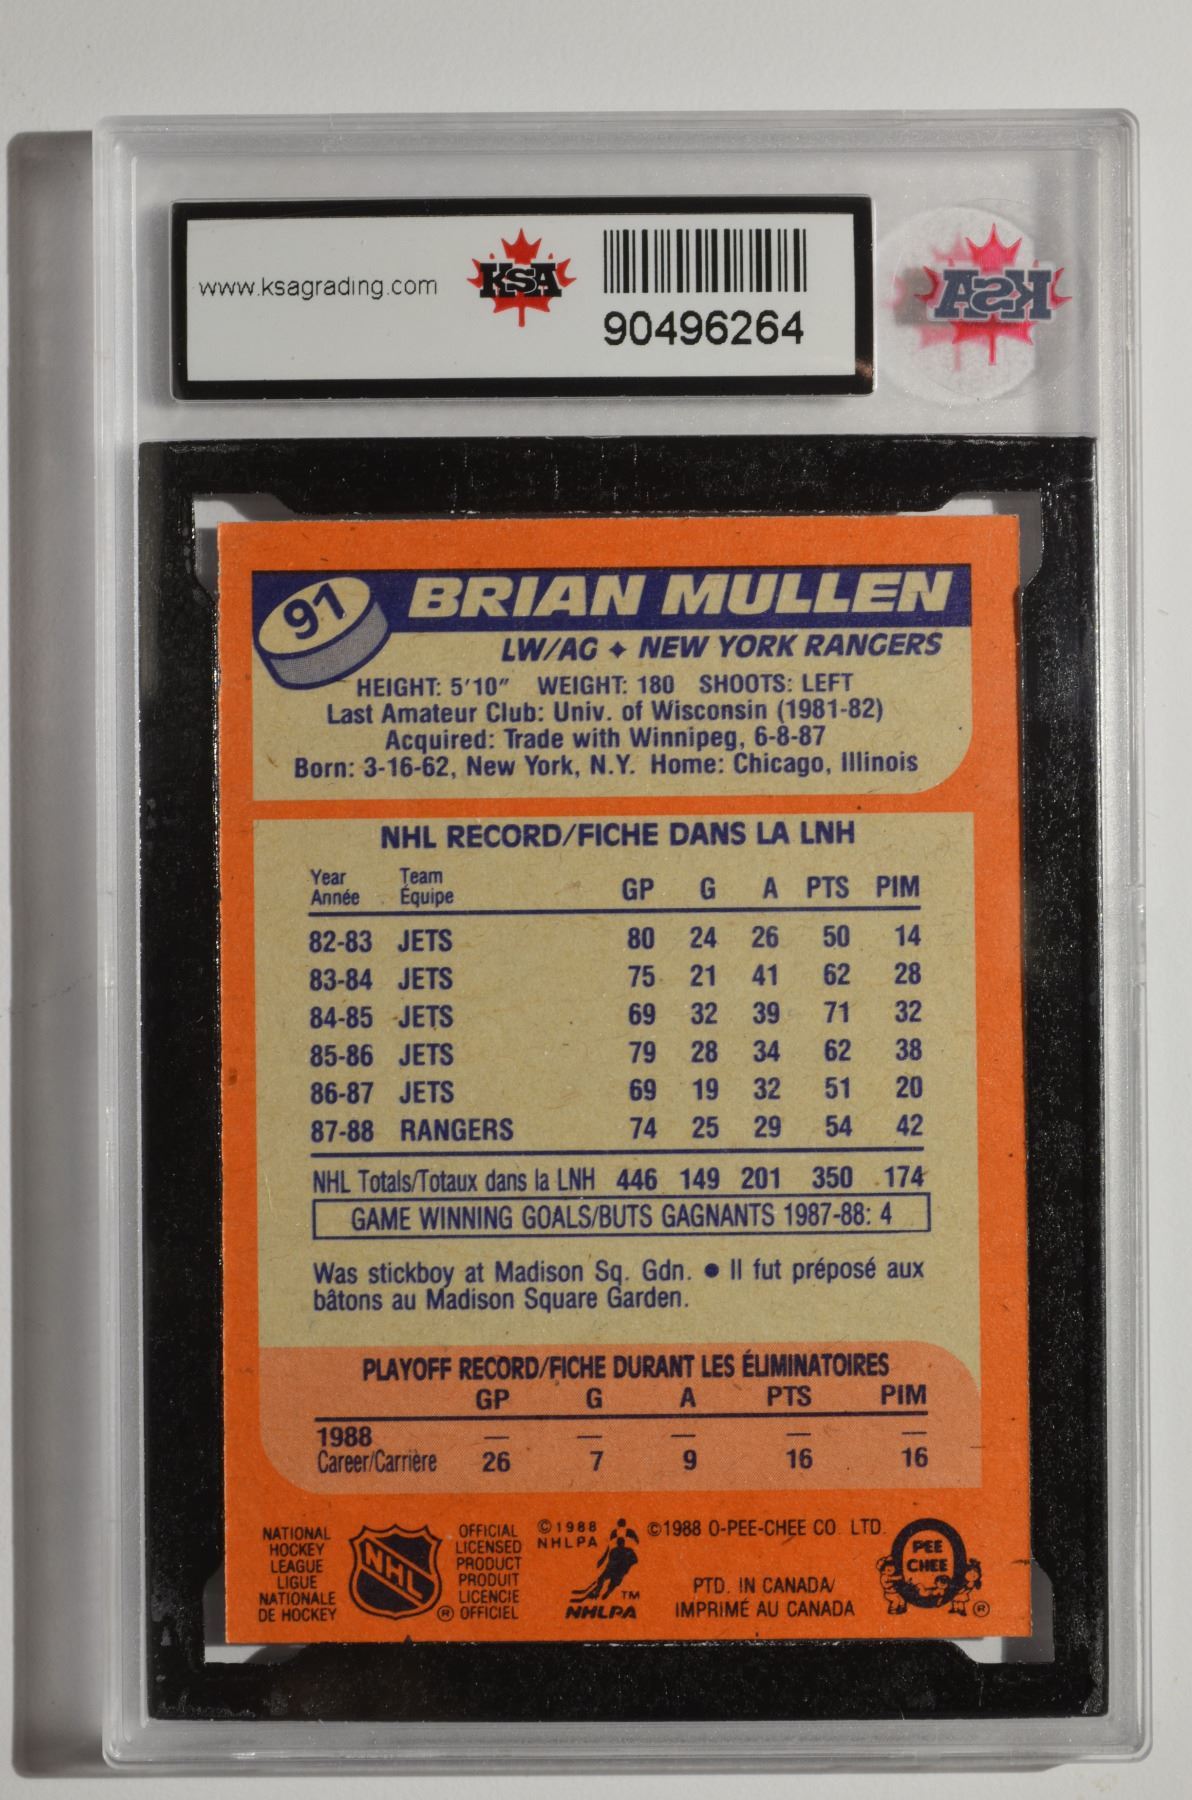 www.ksagrading.com
KSA
90496264
KSA
91
BRIAN MULLEN
LW/AG ✦ NEW YORK RANGERS
HEIGHT: 5'10" WEIGHT: 180 SHOOTS: LEFT
Last Amateur Club: Univ. of Wisconsin (1981-82)
Acquired: Trade with Winnipeg, 6-8-87
Born: 3-16-62, New York, N.Y. Home: Chicago, Illinois
NHL RECORD/FICHE DANS LA LNH
Year Team
Année Équipe GP G A PTS PIM
82-83 JETS 80 24 26 50 14
83-84 JETS 75 21 41 62 28
84-85 JETS 69 32 39 71 32
85-86 JETS 79 28 34 62 38
86-87 JETS 69 19 32 51 20
87-88 RANGERS 74 25 29 54 42
NHL Totals/Totaux dans la LNH 446 149 201 350 174
GAME WINNING GOALS/BUTS GAGNANTS 1987-88: 4
Was stickboy at Madison Sq. Gdn. ● Il fut préposé aux
bâtons au Madison Square Garden.
PLAYOFF RECORD/FICHE DURANT LES ÉLIMINATOIRES
GP G A PTS PIM
1988 — — — — —
Career/Carrière 26 7 9 16 16
NATIONAL
HOCKEY
LEAGUE
LIGUE
NATIONALE
DE HOCKEY
NHL
®
OFFICIAL
LICENSED
PRODUCT
PRODUIT
LICENCIE
OFFICIEL
©1988
NHLPA
TM
NHLPA
©1988 O-PEE-CHEE CO. LTD.
PTD. IN CANADA/
IMPRIMÉ AU CANADA
PEE
CHEE
®